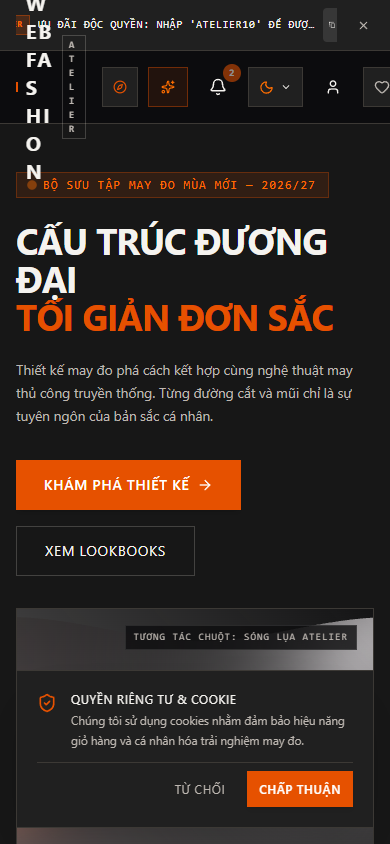 ƯU ĐÃI ĐỘC QUYỀN: NHẬP 'ATELIER10' ĐỂ ĐƯỢ…
WEB FASHION
ATELIER
2
BỘ SƯU TẬP MAY ĐO MÙA MỚI — 2026/27
CẤU TRÚC ĐƯƠNG
ĐẠI
TỐI GIẢN ĐƠN SẮC
Thiết kế may đo phá cách kết hợp cùng nghệ thuật may
thủ công truyền thống. Từng đường cắt và mũi chỉ là sự
tuyên ngôn của bản sắc cá nhân.
KHÁM PHÁ THIẾT KẾ →
XEM LOOKBOOKS
TƯƠNG TÁC CHUỘT: SÓNG LỤA ATELIER
QUYỀN RIÊNG TƯ & COOKIE
Chúng tôi sử dụng cookies nhằm đảm bảo hiệu năng
giỏ hàng và cá nhân hóa trải nghiệm may đo.
TỪ CHỐI
CHẤP THUẬN